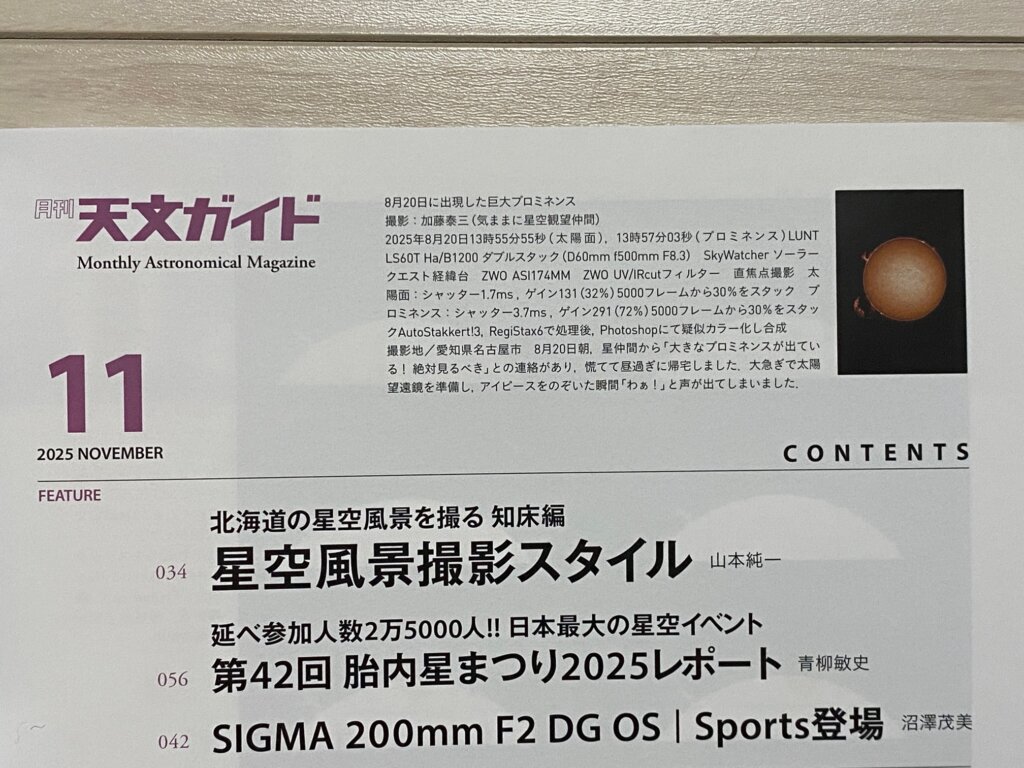 月刊 天文ガイド
Monthly Astronomical Magazine
11
2025 NOVEMBER
8月20日に出現した巨大プロミネンス
撮影：加藤泰三（気ままに星空観望仲間）
2025年8月20日13時55分55秒（太陽面），13時57分03秒（プロミネンス）LUNT
LS60T Ha/B1200 ダブルスタック（D60mm f500mm F8.3） SkyWatcher ソーラー
クエスト経緯台 ZWO ASI174MM ZWO UV/IRcutフィルター 直焦点撮影 太
陽面：シャッター1.7ms，ゲイン131（32%）5000フレームから30%をスタック プ
ロミネンス：シャッター3.7ms，ゲイン291（72%）5000フレームから30%をスタッ
クAutoStakkert!3, RegiStax6で処理後，Photoshopにて疑似カラー化し合成
撮影地／愛知県名古屋市 8月20日朝，星仲間から「大きなプロミネンスが出てい
る！ 絶対見るべき」との連絡があり，慌てて昼過ぎに帰宅しました．大急ぎで太陽
望遠鏡を準備し，アイピースをのぞいた瞬間「わぁ！」と声が出てしまいました．
CONTENTS
FEATURE
北海道の星空風景を撮る 知床編
034 星空風景撮影スタイル 山本純一
延べ参加人数2万5000人!! 日本最大の星空イベント
056 第42回 胎内星まつり2025レポート 青柳敏史
042 SIGMA 200mm F2 DG OS | Sports登場 沼澤茂美